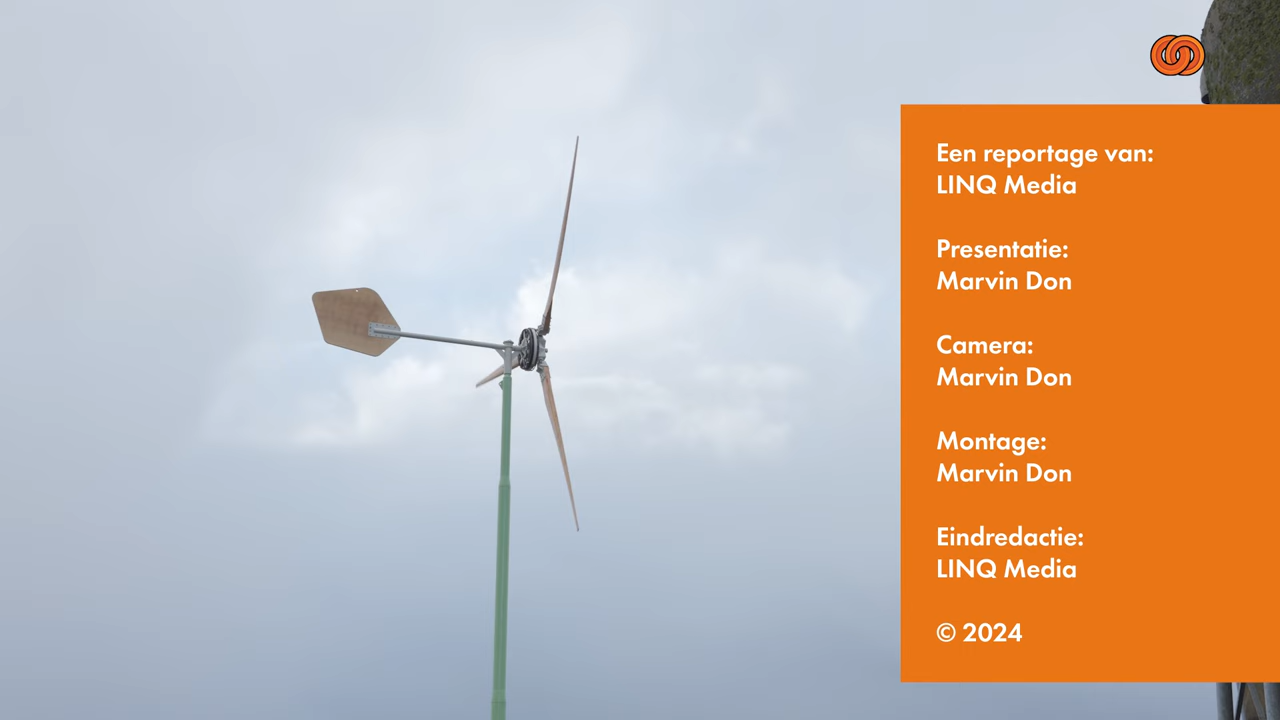 Een reportage van:
LINQ Media
Presentatie:
Marvin Don
Camera:
Marvin Don
Montage:
Marvin Don
Eindredactie:
LINQ Media
© 2024